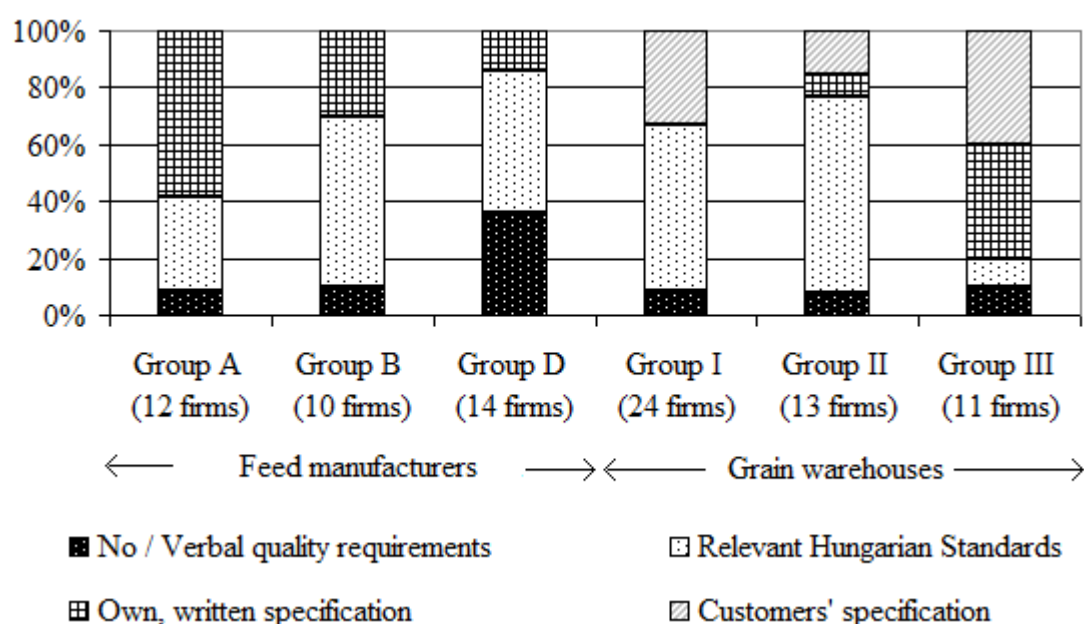 100%
80%
60%
40%
20%
0%
Group A Group B Group D Group I Group II Group III
(12 firms) (10 firms) (14 firms) (24 firms) (13 firms) (11 firms)
Feed manufacturers Grain warehouses
No / Verbal quality requirements Relevant Hungarian Standards
Own, written specification Customers' specification